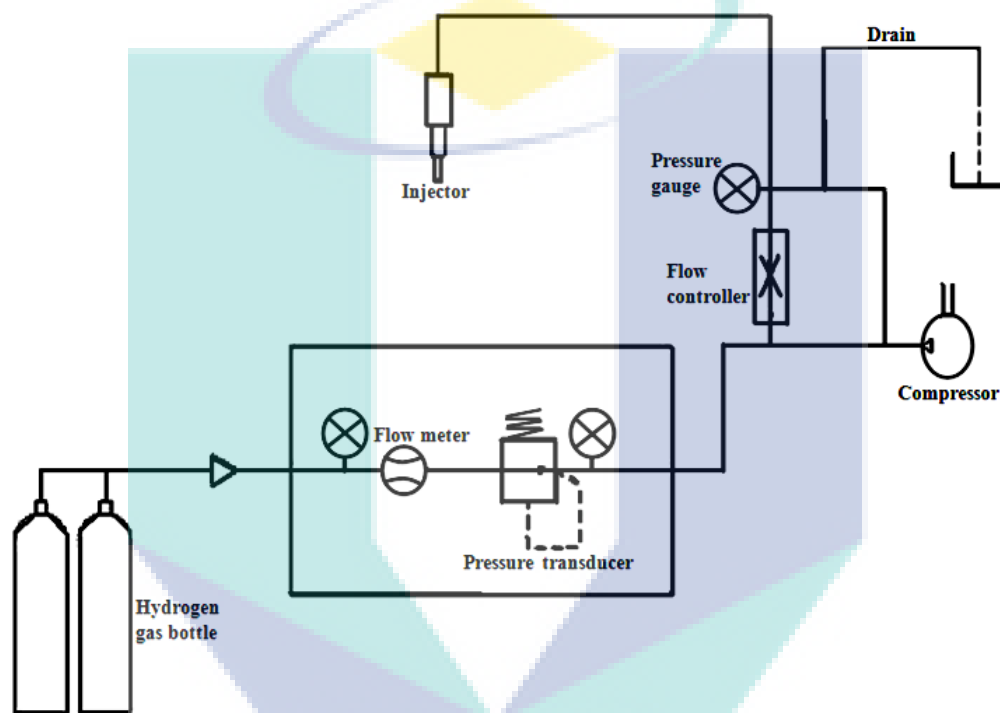 Drain
Pressure
gauge
Injector
Flow
controller
Compressor
Flow meter
Pressure transducer
Hydrogen
gas bottle